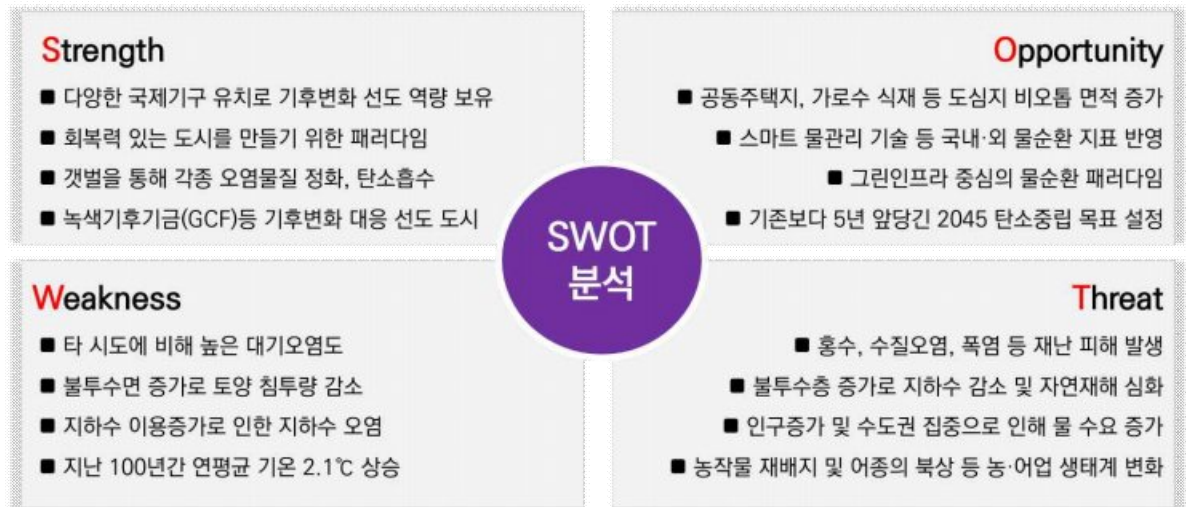 Strength
■ 다양한 국제기구 유치로 기후변화 선도 역량 보유
■ 회복력 있는 도시를 만들기 위한 패러다임
■ 갯벌을 통해 각종 오염물질 정화, 탄소흡수
■ 녹색기후기금(GCF)등 기후변화 대응 선도 도시
Opportunity
■ 공동주택지, 가로수 식재 등 도심지 비오톱 면적 증가
■ 스마트 물관리 기술 등 국내·외 물순환 지표 반영
■ 그린인프라 중심의 물순환 패러다임
■ 기존보다 5년 앞당긴 2045 탄소중립 목표 설정
SWOT
분석
Weakness
■ 타 시도에 비해 높은 대기오염도
■ 불투수면 증가로 토양 침투량 감소
■ 지하수 이용증가로 인한 지하수 오염
■ 지난 100년간 연평균 기온 2.1℃ 상승
Threat
■ 홍수, 수질오염, 폭염 등 재난 피해 발생
■ 불투수층 증가로 지하수 감소 및 자연재해 심화
■ 인구증가 및 수도권 집중으로 인해 물 수요 증가
■ 농작물 재배지 및 어종의 북상 등 농·어업 생태계 변화